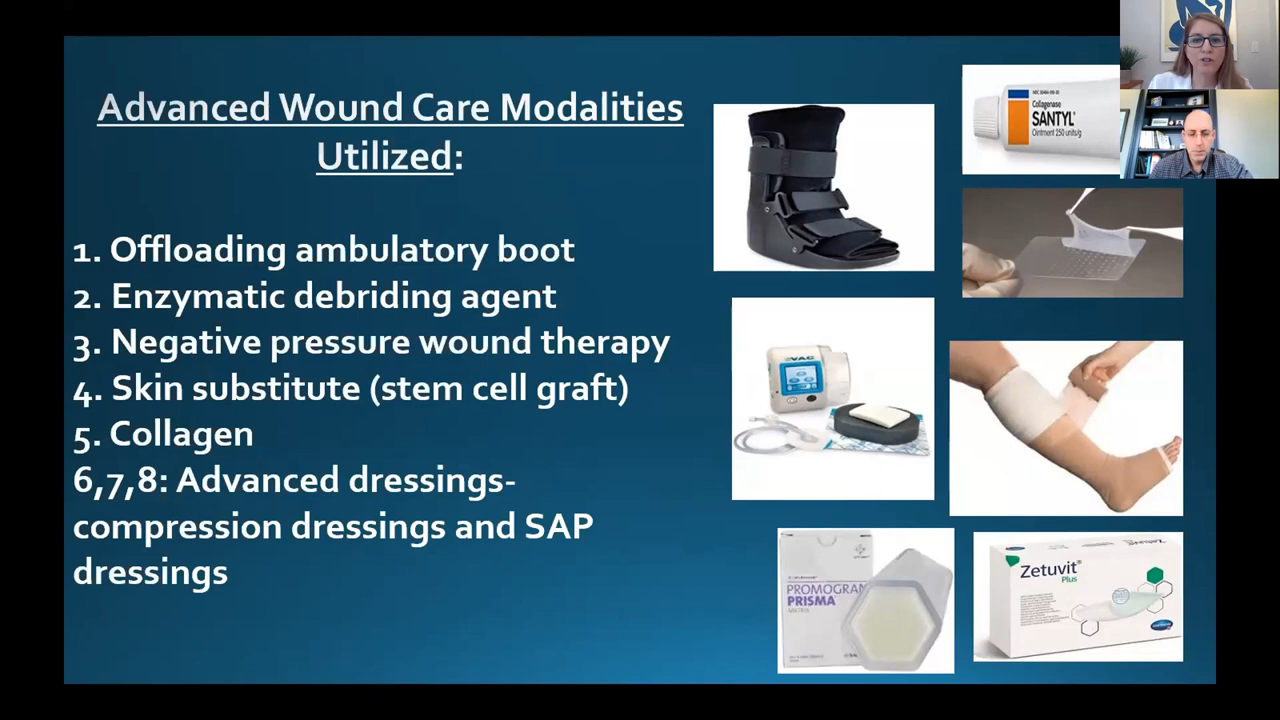 Advanced Wound Care Modalities
Utilized:
1. Offloading ambulatory boot
2. Enzymatic debriding agent
3. Negative pressure wound therapy
4. Skin substitute (stem cell graft)
5. Collagen
6,7,8: Advanced dressings-
compression dressings and SAP
dressings
Collagenase
SANTYL
Ointment 250 units/g
VAC
PROMOGRAN
PRISMA
MATRIX
Zetuvit
Plus